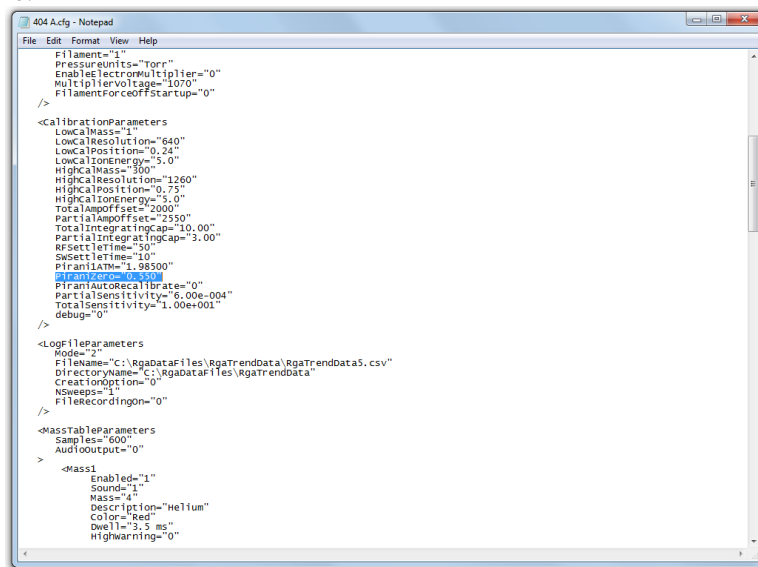 404 A.cfg - Notepad
File Edit Format View Help
Filament="1"
PressureUnits="Torr"
EnableElectronMultiplier="0"
MultiplierVoltage="1070"
FilamentForceOffStartup="0"
/>
<CalibrationParameters
LowCalMass="1"
LowCalResolution="640"
LowCalPosition="0.24"
LowCalIonEnergy="5.0"
HighCalMass="300"
HighCalResolution="1260"
HighCalPosition="0.75"
HighCalIonEnergy="5.0"
TotalAmpOffset="2000"
PartialAmpOffset="2550"
TotalIntegratingCap="10.00"
PartialIntegratingCap="3.00"
RFSettleTime="50"
SWSettleTime="10"
Pirani1ATM="1.98500"
PiraniZero="0.550"
PiraniAutoRecalibrate="0"
PartialSensitivity="6.00e-004"
TotalSensitivity="1.00e+001"
debug="0"
/>
<LogFileParameters
Mode="2"
FileName="C:\RgaDataFiles\RgaTrendData\RgaTrendData5.csv"
DirectoryName="C:\RgaDataFiles\RgaTrendData"
CreationOption="0"
NSweeps="1"
FileRecordingOn="0"
/>
<MassTableParameters
Samples="600"
AudioOutput="0"
>
<Mass1
Enabled="1"
Sound="1"
Mass="4"
Description="Helium"
Color="Red"
Dwell="3.5 ms"
HighWarning="0"